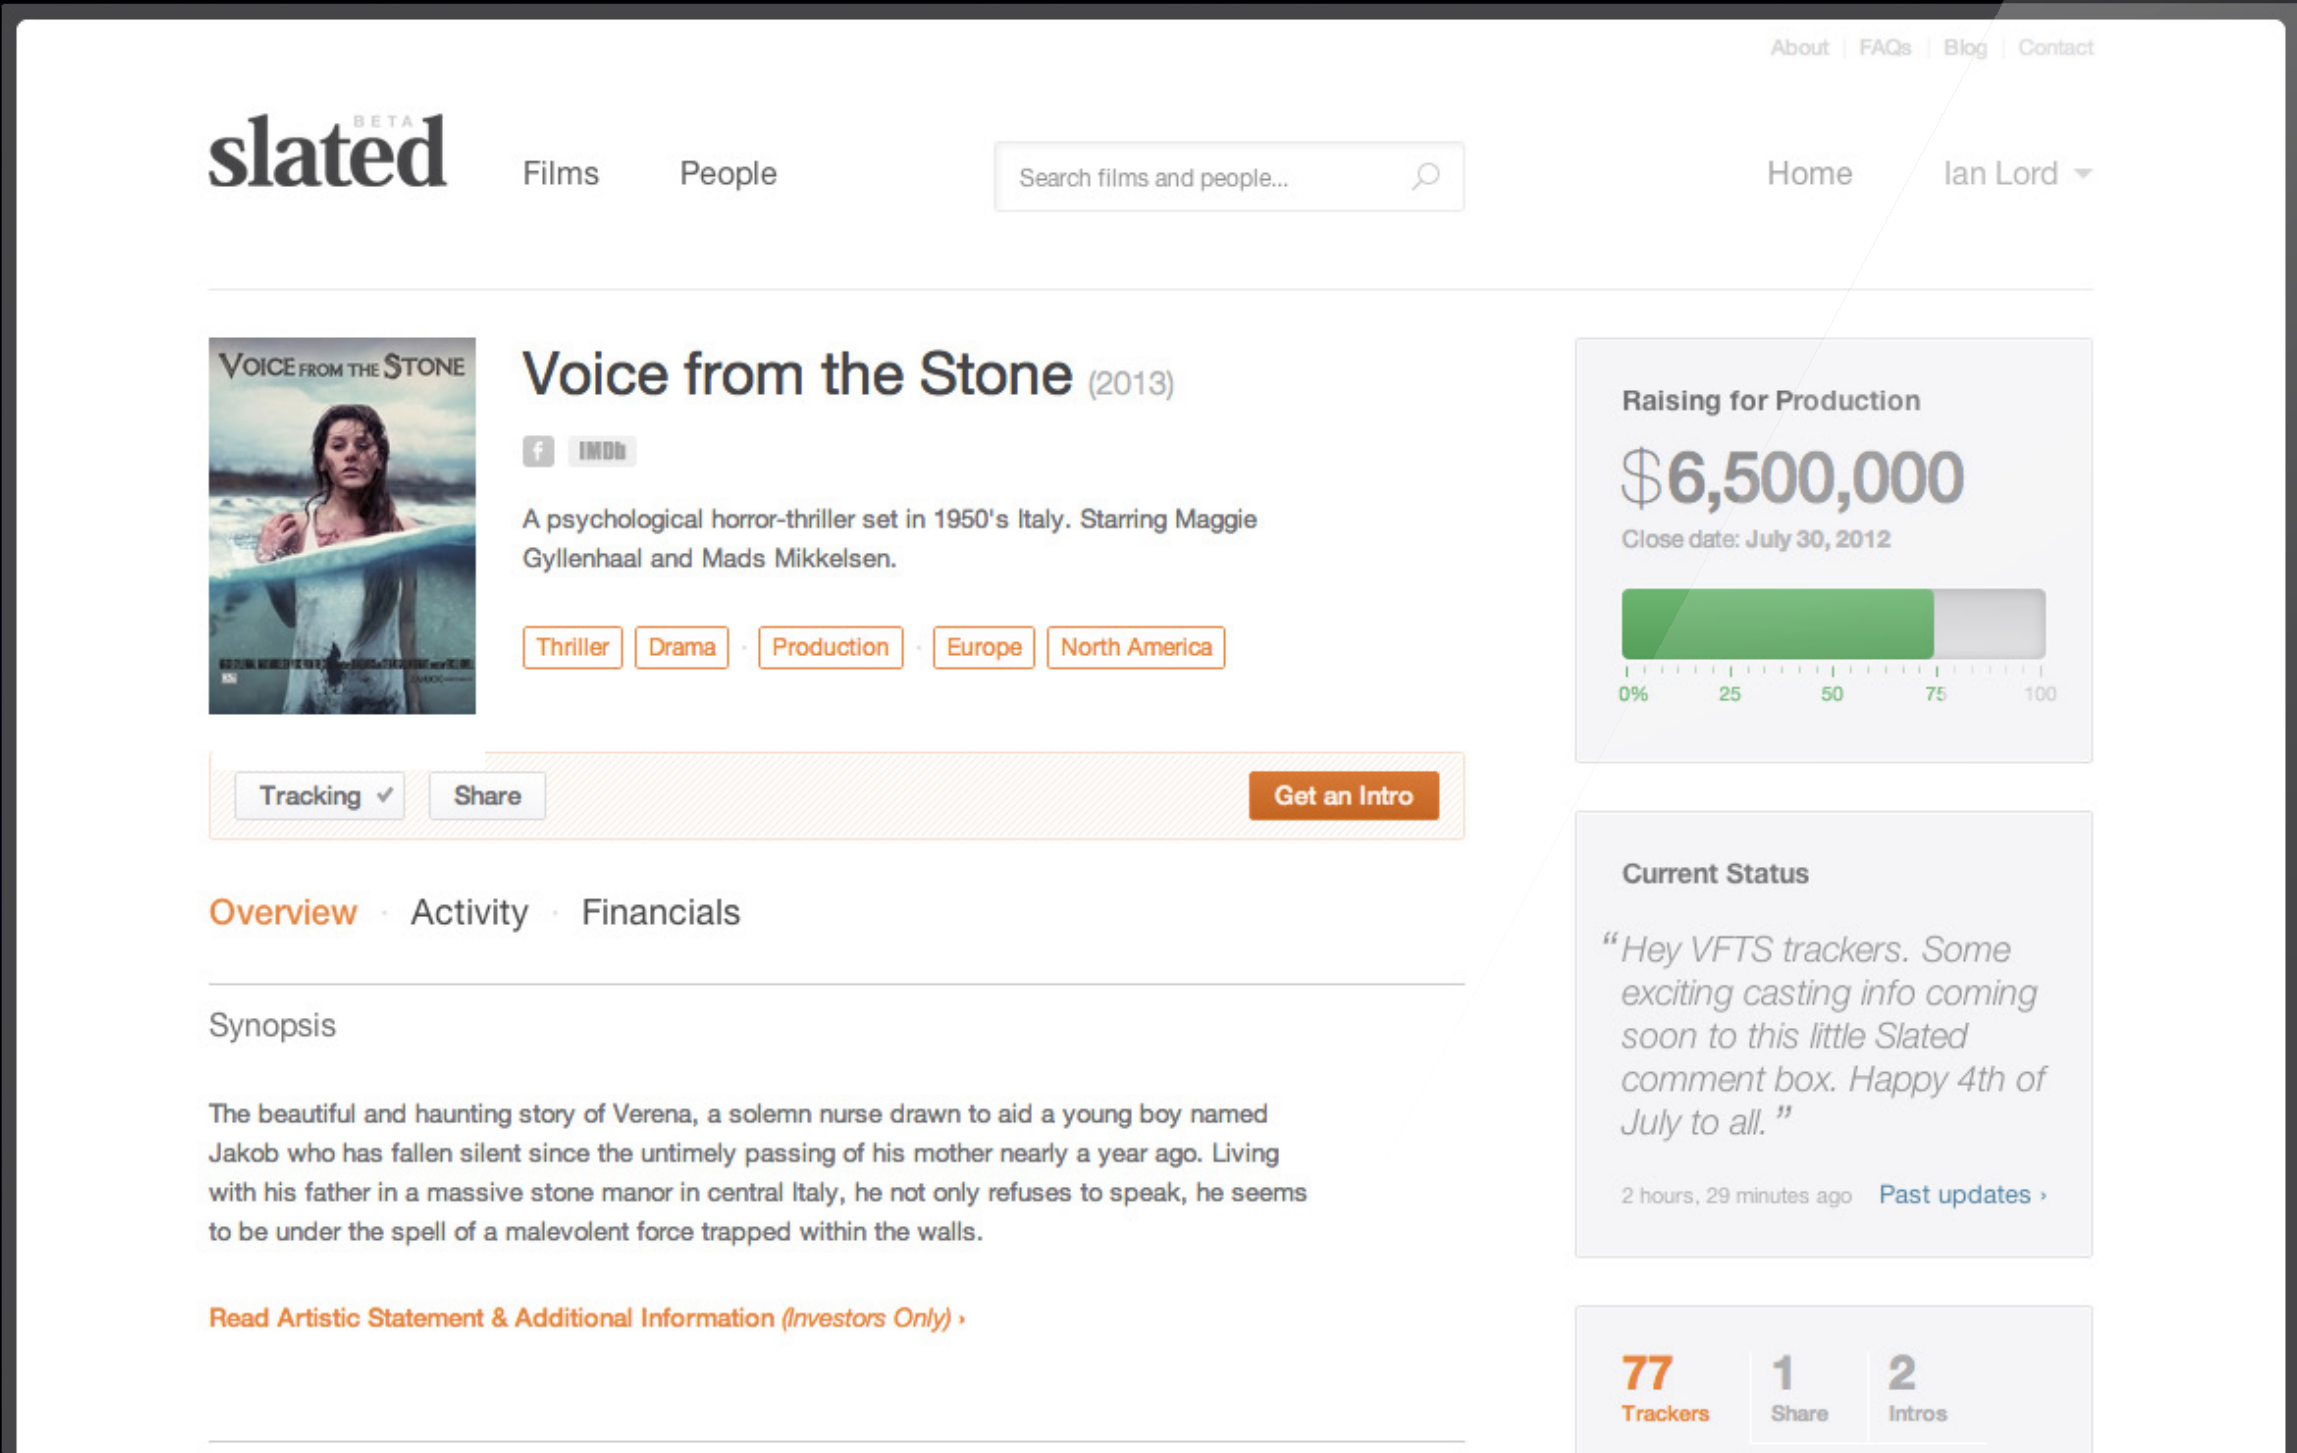 About
FAQs
Blog
Contact
slated
BETA
Films
People
Search films and people...
Home
Ian Lord
VOICE FROM THE STONE
Voice from the Stone (2013)
f
IMDb
A psychological horror-thriller set in 1950's Italy. Starring Maggie
Gyllenhaal and Mads Mikkelsen.
Thriller
Drama
Production
Europe
North America
Tracking
Share
Get an Intro
Overview · Activity · Financials
Synopsis
The beautiful and haunting story of Verena, a solemn nurse drawn to aid a young boy named
Jakob who has fallen silent since the untimely passing of his mother nearly a year ago. Living
with his father in a massive stone manor in central Italy, he not only refuses to speak, he seems
to be under the spell of a malevolent force trapped within the walls.
Read Artistic Statement & Additional Information (Investors Only) ›
Raising for Production
$6,500,000
Close date: July 30, 2012
0% 25 50 75 100
Current Status
“Hey VFTS trackers. Some
exciting casting info coming
soon to this little Slated
comment box. Happy 4th of
July to all.”
2 hours, 29 minutes ago
Past updates ›
77
Trackers
1
Share
2
Intros